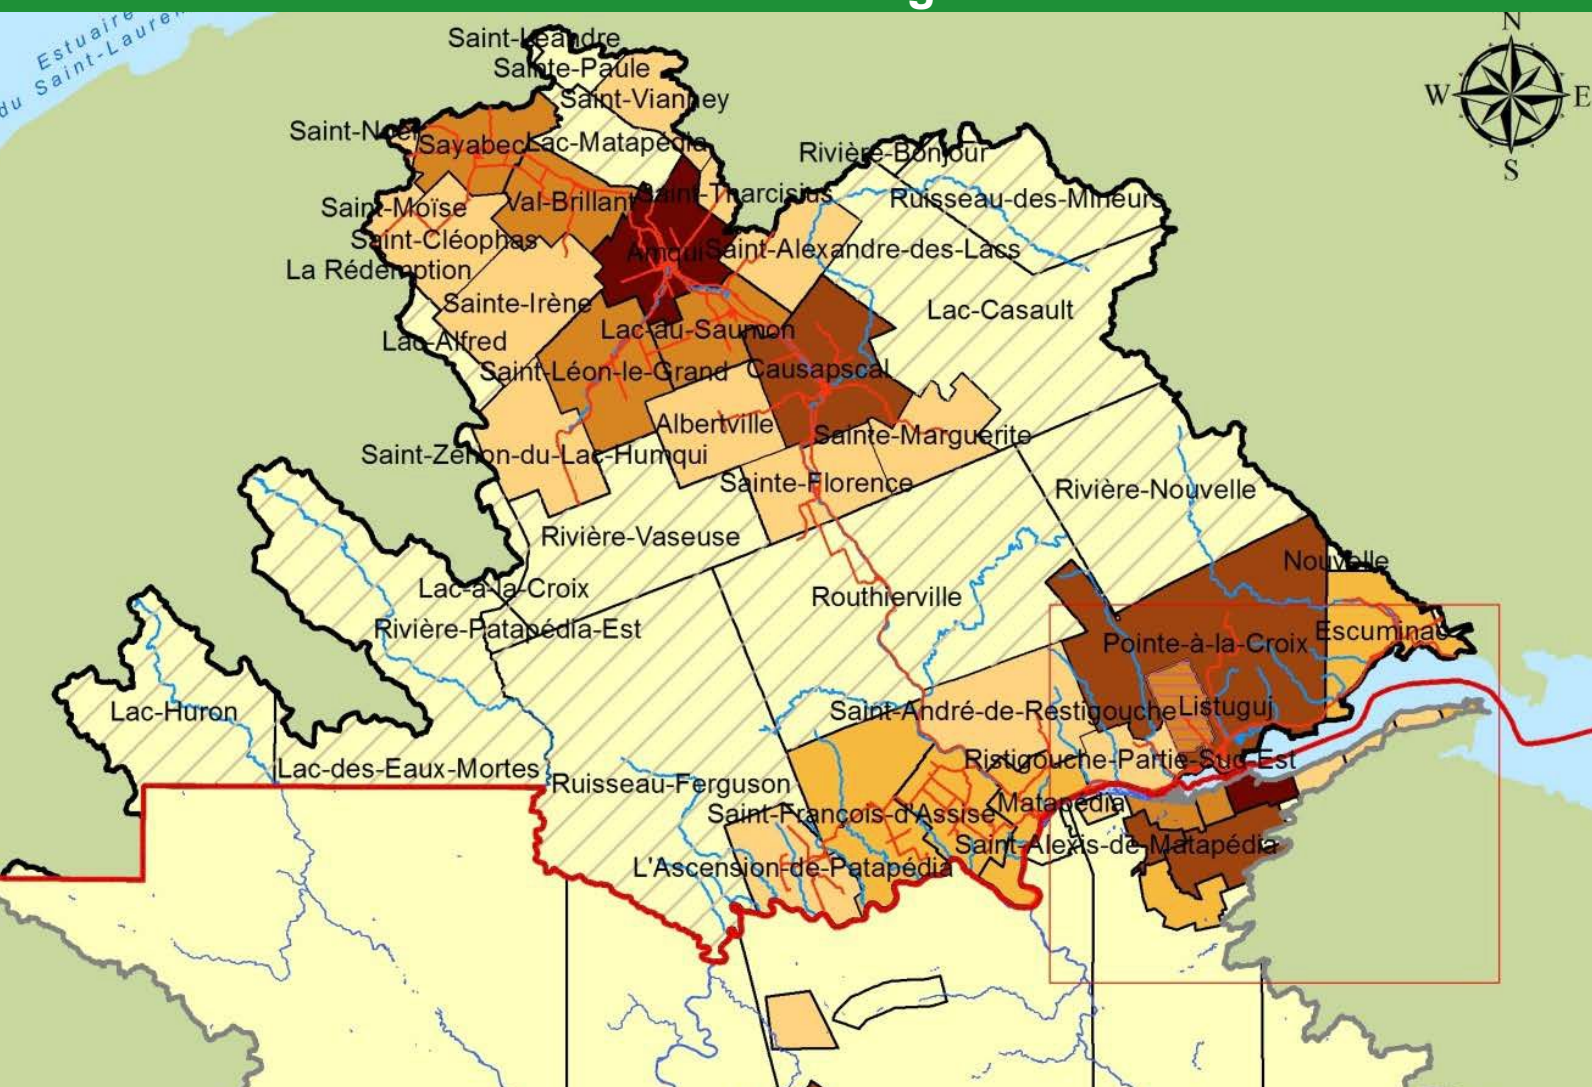 N
Estuaire
du Saint-Laurent
Saint-Léandre
Sainte-Paule
W
E
Saint-Vianney
Saint-Noël
Sayabec
Lac-Matapédia
Rivière-Bonjour
S
Saint-Tharcisius
Ruisseau-des-Mineurs
Saint-Moïse
Val-Brillant
Saint-Cléophas
Amqui
Saint-Alexandre-des-Lacs
La Rédemption
Sainte-Irène
Lac-Casault
Lac-au-Saumon
Lac-Alfred
Saint-Léon-le-Grand
Causapscal
Albertville
Sainte-Marguerite
Saint-Zénon-du-Lac-Humqui
Sainte-Florence
Rivière-Nouvelle
Rivière-Vaseuse
Nouvelle
Lac-à-la-Croix
Routhierville
Rivière-Patapédia-Est
Escuminac
Pointe-à-la-Croix
Lac-Huron
Saint-André-de-Restigouche
Listuguj
Ristigouche-Partie-Sud-Est
Lac-des-Eaux-Mortes
Ruisseau-Ferguson
Matapédia
Saint-François-d'Assise
Saint-Alexis-de-Matapédia
L'Ascension-de-Patapédia